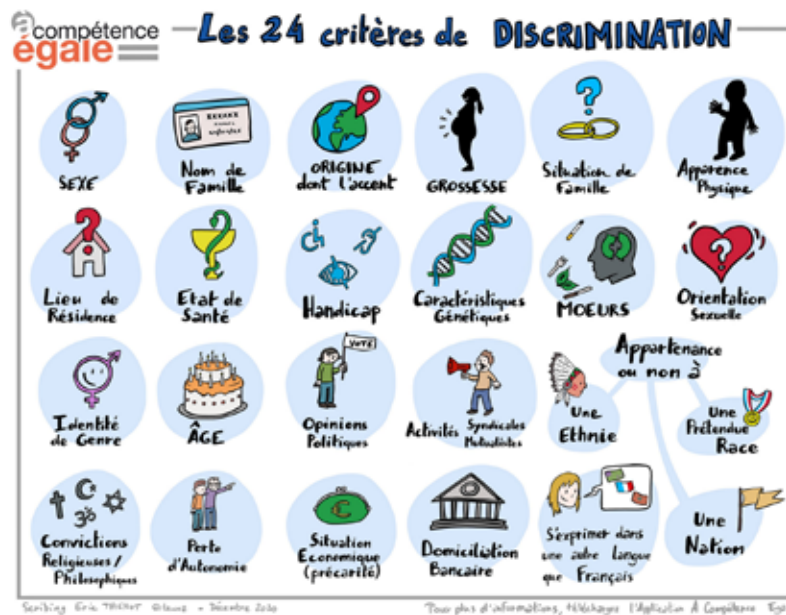 à compétence
égale
Les 24 critères de DISCRIMINATION
SEXE
Nom de
Famille
ORIGINE
dont l'accent
GROSSESSE
Situation de
Famille
Apparence
Physique
Lieu de
Résidence
Etat de
Santé
Handicap
Caractéristiques
Génétiques
MOEURS
Orientation
Sexuelle
Identité
de Genre
ÂGE
VOTE
Opinions
Politiques
Activités Syndicales
Mutualistes
Appartenance
ou non à
Une
Ethnie
Une
Prétendue
Race
Une
Nation
Convictions
Religieuses /
Philosophiques
Perte
d'Autonomie
Situation
Economique
(précarité)
Domiciliation
Bancaire
S'exprimer dans
une autre langue
que Français
Scribing Eric - Décembre 2020
Pour plus d'informations, téléchargez l'Application A Compétence Ega